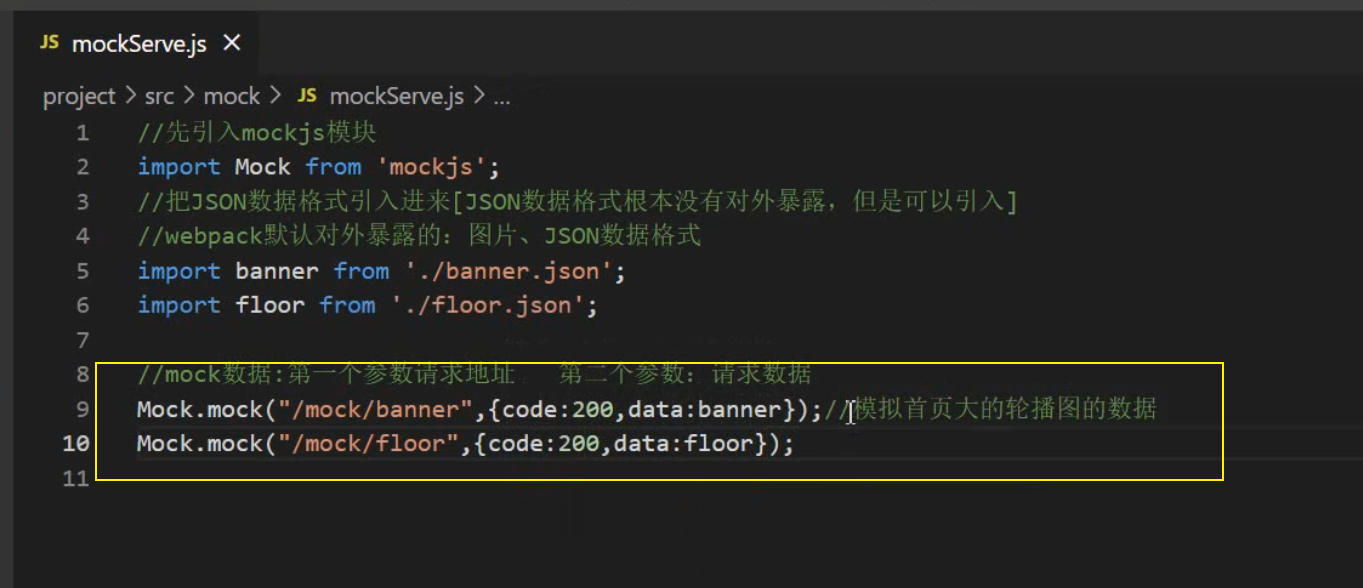 JS mockServe.js ×
project > src > mock > JS mockServe.js > ...
1 //先引入mockjs模块
2 import Mock from 'mockjs';
3 //把JSON数据格式引入进来[JSON数据格式根本没有对外暴露，但是可以引入]
4 //webpack默认对外暴露的：图片、JSON数据格式
5 import banner from './banner.json';
6 import floor from './floor.json';
7
8 //mock数据:第一个参数请求地址 第二个参数：请求数据
9 Mock.mock("/mock/banner",{code:200,data:banner});//模拟首页大的轮播图的数据
10 Mock.mock("/mock/floor",{code:200,data:floor});
11